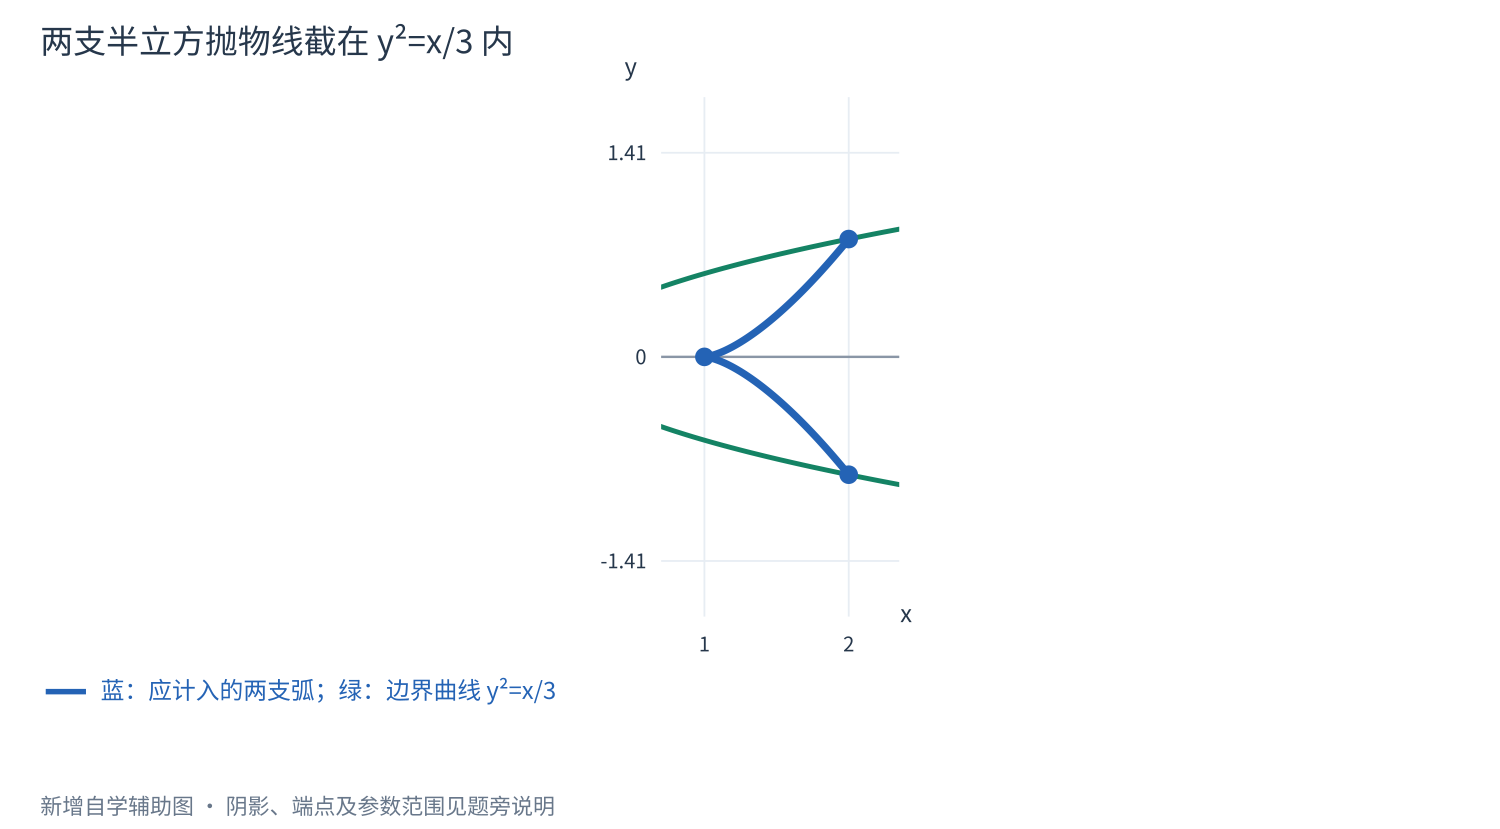 两支半立方抛物线截在 y²=x/3 内
y
1.41
0
-1.41
x
1 2
蓝：应计入的两支弧；绿：边界曲线 y²=x/3
新增自学辅助图 · 阴影、端点及参数范围见题旁说明